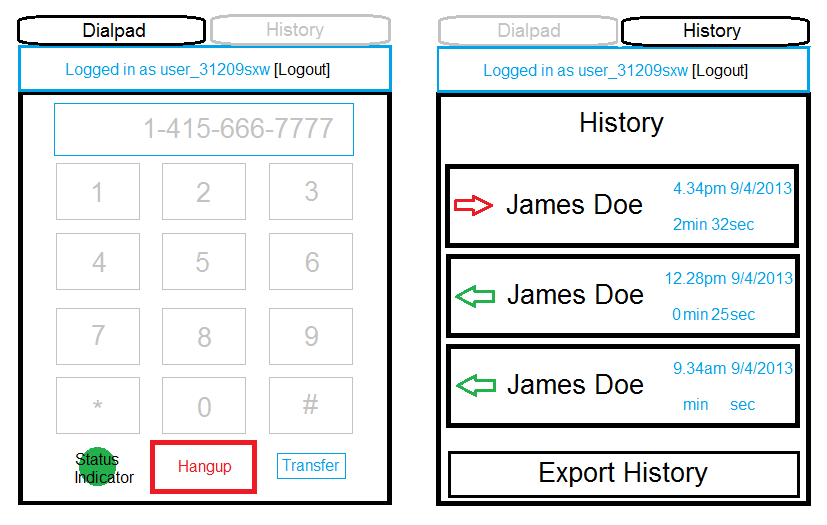 Dialpad
History
Logged in as user_31209sxw [Logout]
1-415-666-7777
1 2 3
4 5 6
7 8 9
* 0 #
Status
Indicator
Hangup
Transfer
Dialpad
History
Logged in as user_31209sxw [Logout]
History
James Doe
4.34pm 9/4/2013
2min 32sec
James Doe
12.28pm 9/4/2013
0 min 25sec
James Doe
9.34am 9/4/2013
min sec
Export History